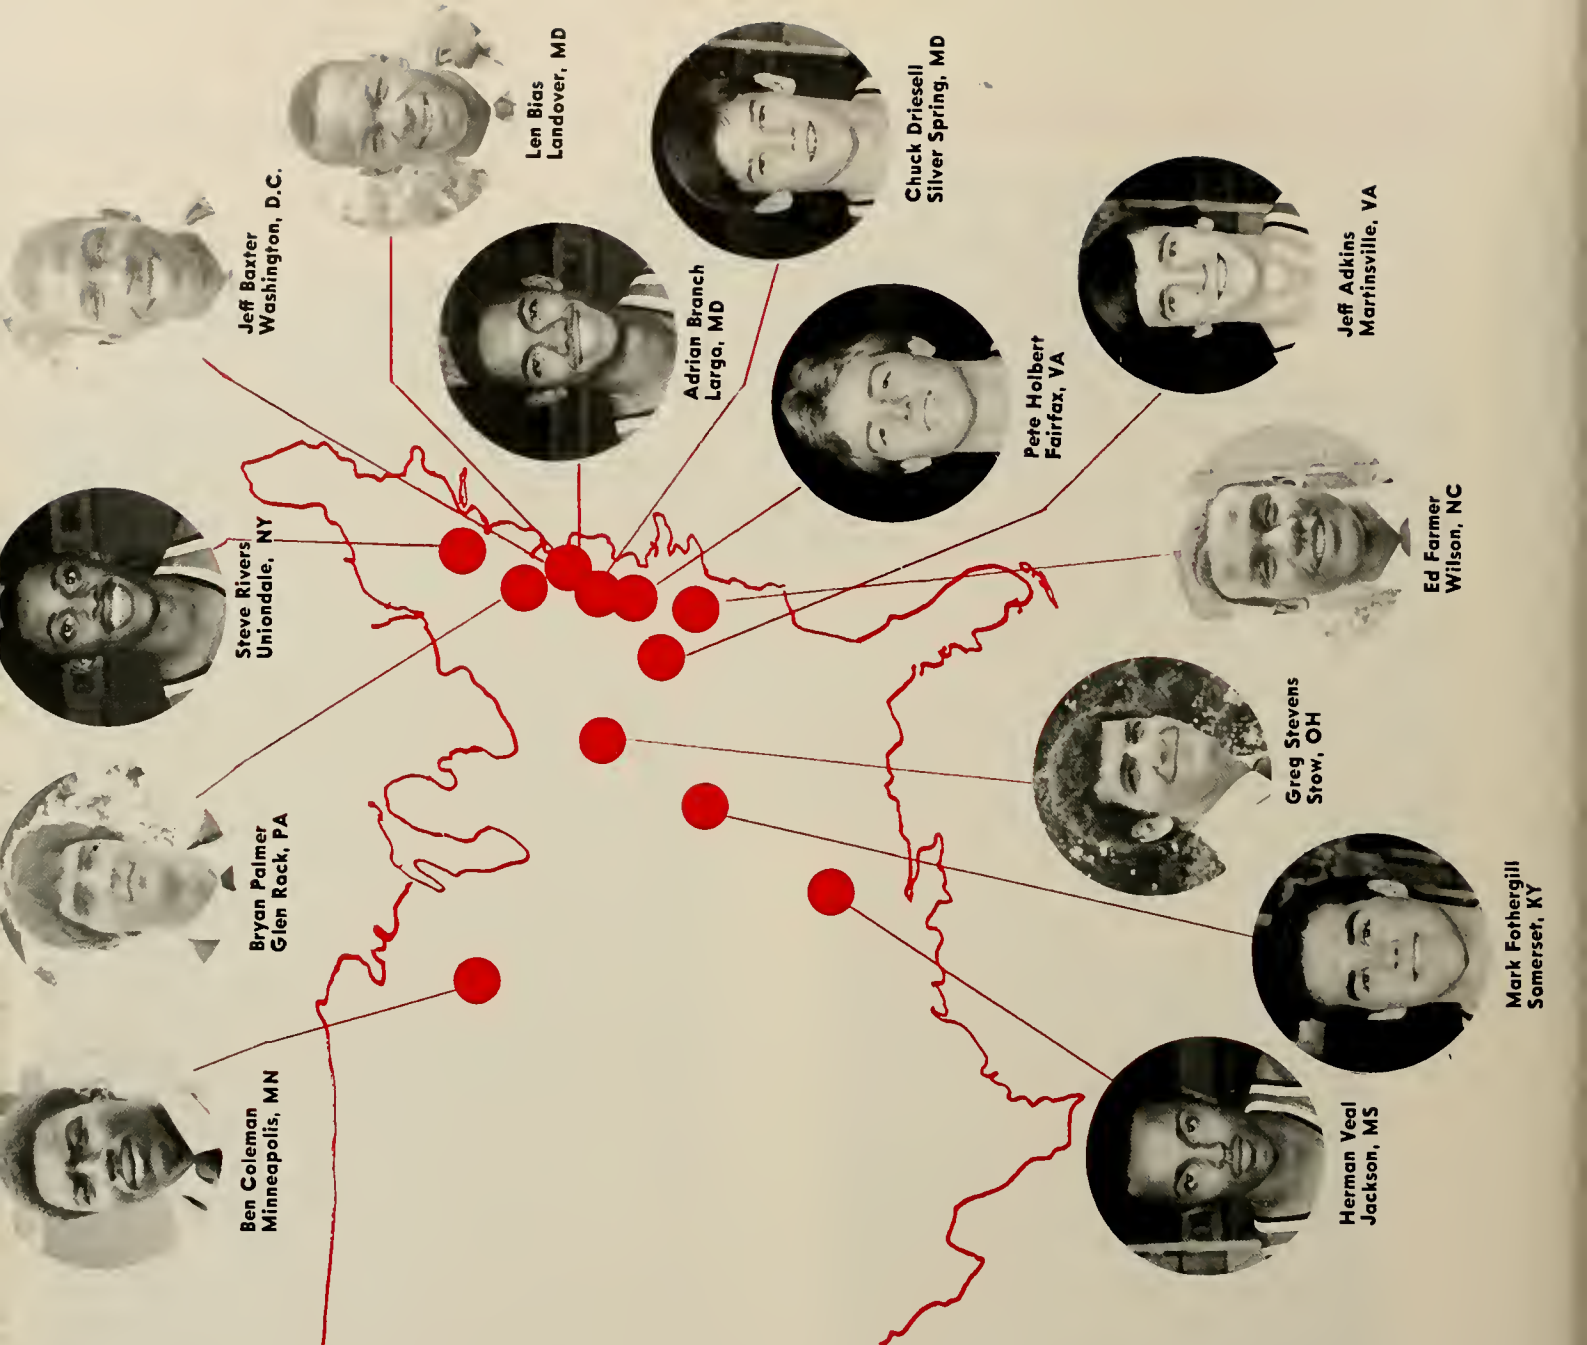 Ben Coleman
Minneapolis, MN
Bryan Palmer
Glen Rock, PA
Steve Rivers
Uniondale, NY
Jeff Baxter
Washington, D.C.
Len Bias
Landover, MD
Adrian Branch
Largo, MD
Chuck Driesell
Silver Spring, MD
Pete Holbert
Fairfax, VA
Jeff Adkins
Martinsville, VA
Ed Farmer
Wilson, NC
Greg Stevens
Stow, OH
Mark Fothergill
Somerset, KY
Herman Veal
Jackson, MS